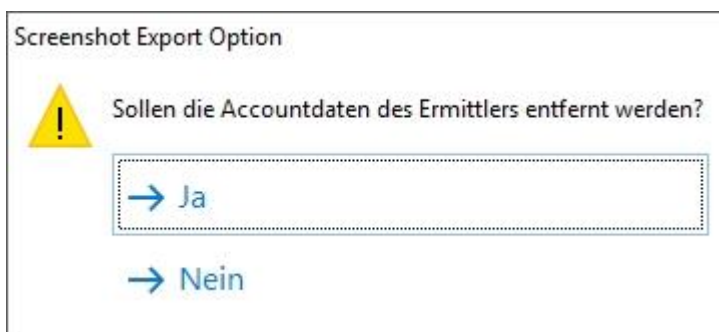 Screenshot Export Option
Sollen die Accountdaten des Ermittlers entfernt werden?
Ja
Nein